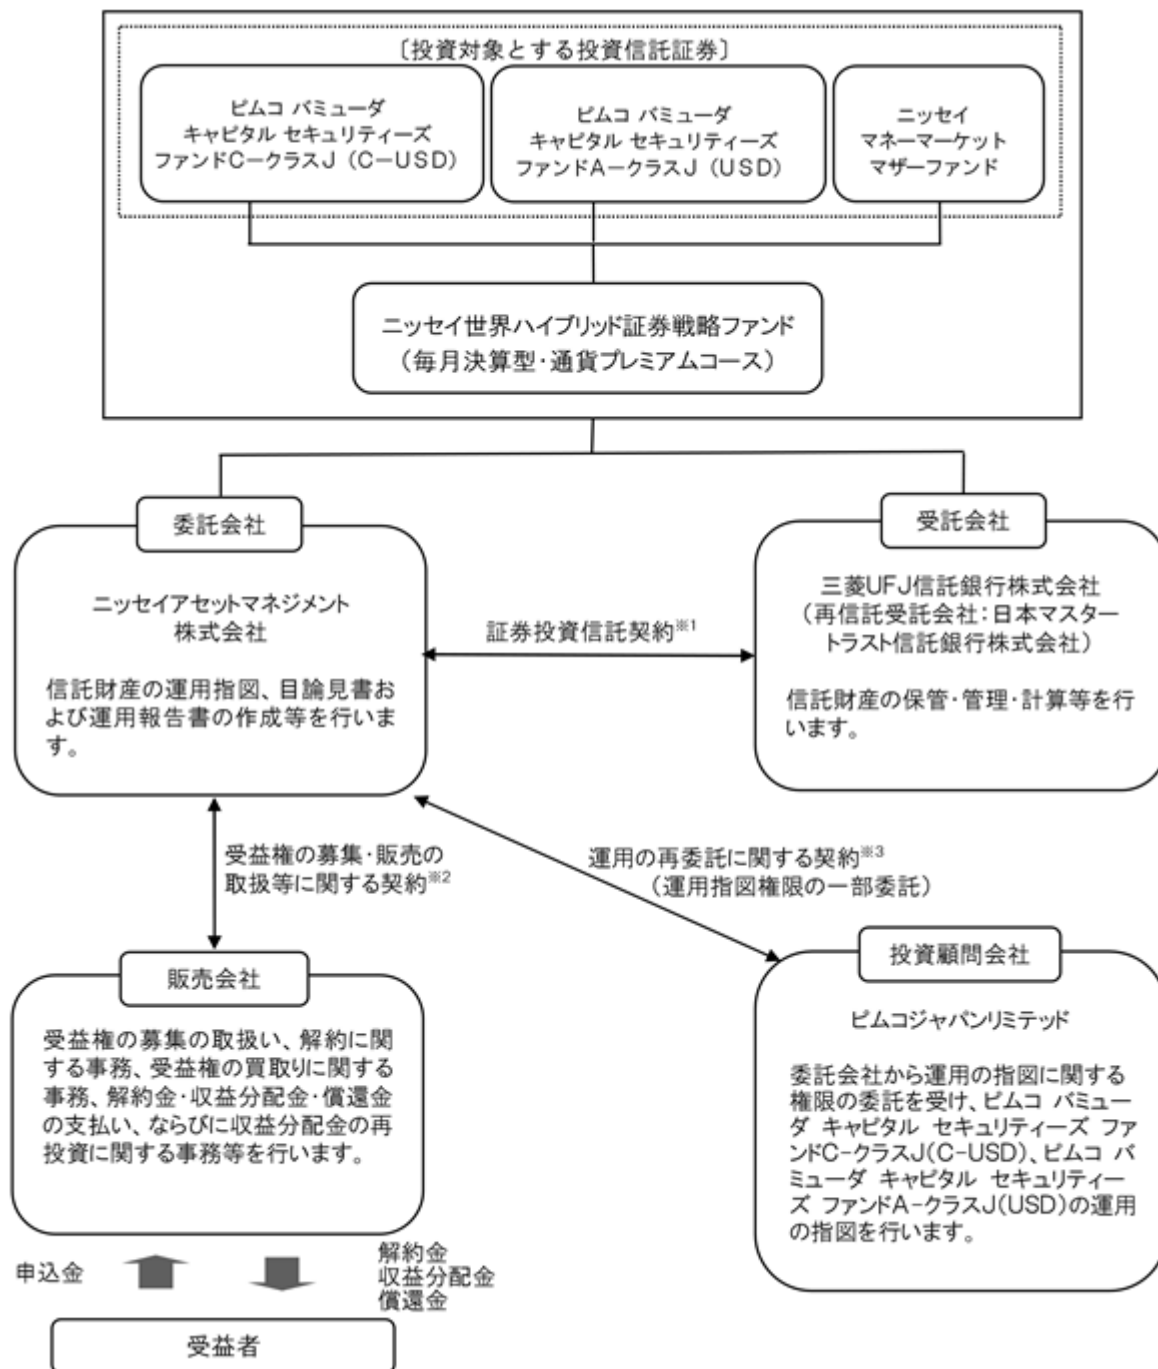 〔投資対象とする投資信託証券〕
ピムコ バミューダ
キャピタル セキュリティーズ
ファンドC－クラスJ（C－USD）
ピムコ バミューダ
キャピタル セキュリティーズ
ファンドA－クラスJ（USD）
ニッセイ
マネーマーケット
マザーファンド
ニッセイ世界ハイブリッド証券戦略ファンド
（毎月決算型・通貨プレミアムコース）
委託会社
ニッセイアセットマネジメント
株式会社
信託財産の運用指図、目論見書お
よび運用報告書の作成等を行いま
す。
証券投資信託契約※1
受託会社
三菱UFJ信託銀行株式会社
（再信託受託会社：日本マスター
トラスト信託銀行株式会社）
信託財産の保管・管理・計算等を行
います。
受益権の募集・販売の
取扱等に関する契約※2
運用の再委託に関する契約※3
（運用指図権限の一部委託）
販売会社
受益権の募集の取扱い、解約に関
する事務、受益権の買取りに関する
事務、解約金・収益分配金・償還金
の支払い、ならびに収益分配金の再
投資に関する事務等を行います。
投資顧問会社
ピムコジャパンリミテッド
委託会社から運用の指図に関する
権限の委託を受け、ピムコ バミュー
ダ キャピタル セキュリティーズ ファ
ンドC-クラスJ(C-USD)、ピムコ バ
ミューダ キャピタル セキュリティー
ズ ファンドA-クラスJ(USD)の運用
の指図を行います。
申込金
解約金
収益分配金
償還金
受益者